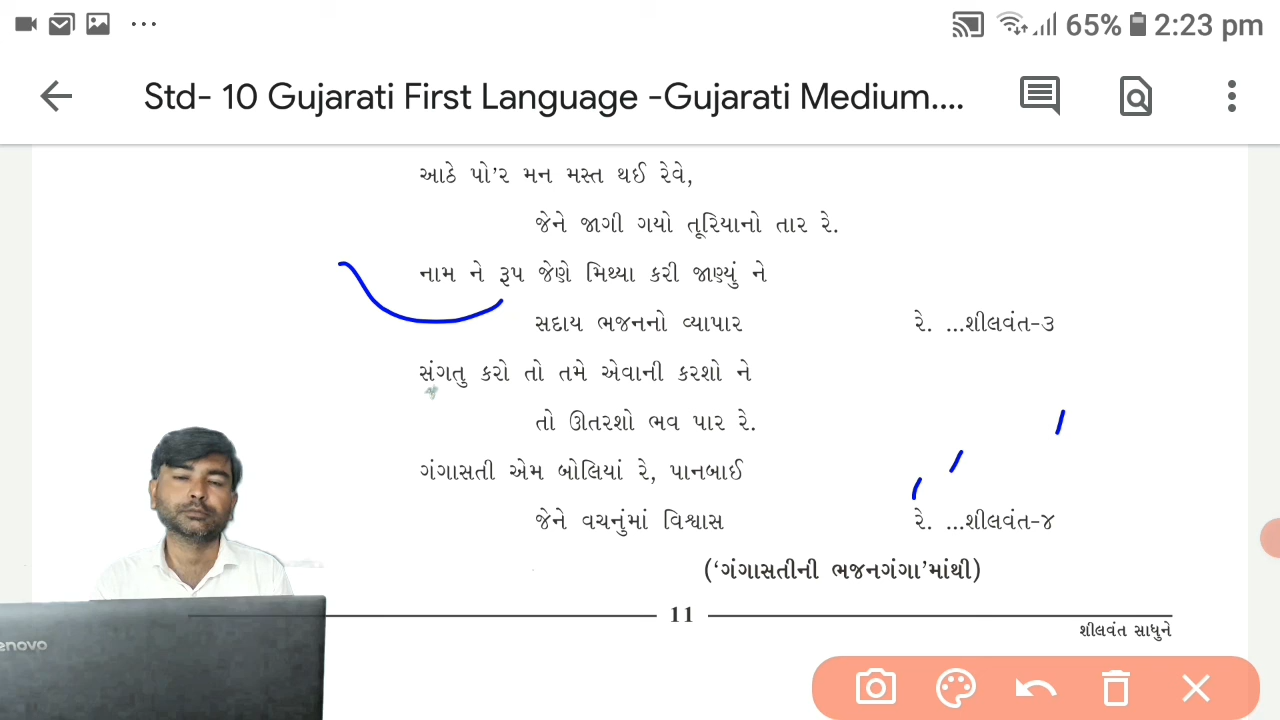 65% 2:23 pm
Std- 10 Gujarati First Language -Gujarati Medium....
આઠે પો'ર મન મસ્ત થઈ રેવે,
જેને જાગી ગયો તૂરિયાનો તાર રે.
નામ ને રૂપ જેણે મિથ્યા કરી જાણ્યું ને
સદાય ભજનનો વ્યાપાર રે. ...શીલવંત-૩
સંગતુ કરો તો તમે એવાની કરશો ને
તો ઊતરશો ભવ પાર રે.
ગંગાસતી એમ બોલિયાં રે, પાનબાઈ
જેને વચનુંમાં વિશ્વાસ રે. ...શીલવંત-૪
('ગંગાસતીની ભજનગંગા'માંથી)
11
શીલવંત સાધુને
enovo